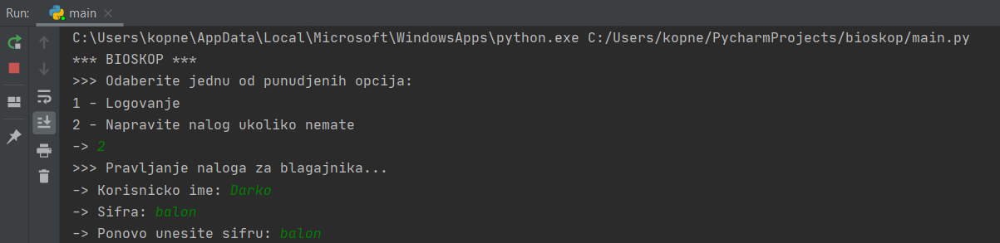 Run: main
C:\Users\kopne\AppData\Local\Microsoft\WindowsApps\python.exe C:/Users/kopne/PycharmProjects/bioskop/main.py
*** BIOSKOP ***
>>> Odaberite jednu od punudjenih opcija:
1 - Logovanje
2 - Napravite nalog ukoliko nemate
-> 2
>>> Pravljanje naloga za blagajnika...
-> Korisnicko ime: Darko
-> Sifra: balon
-> Ponovo unesite sifru: balon